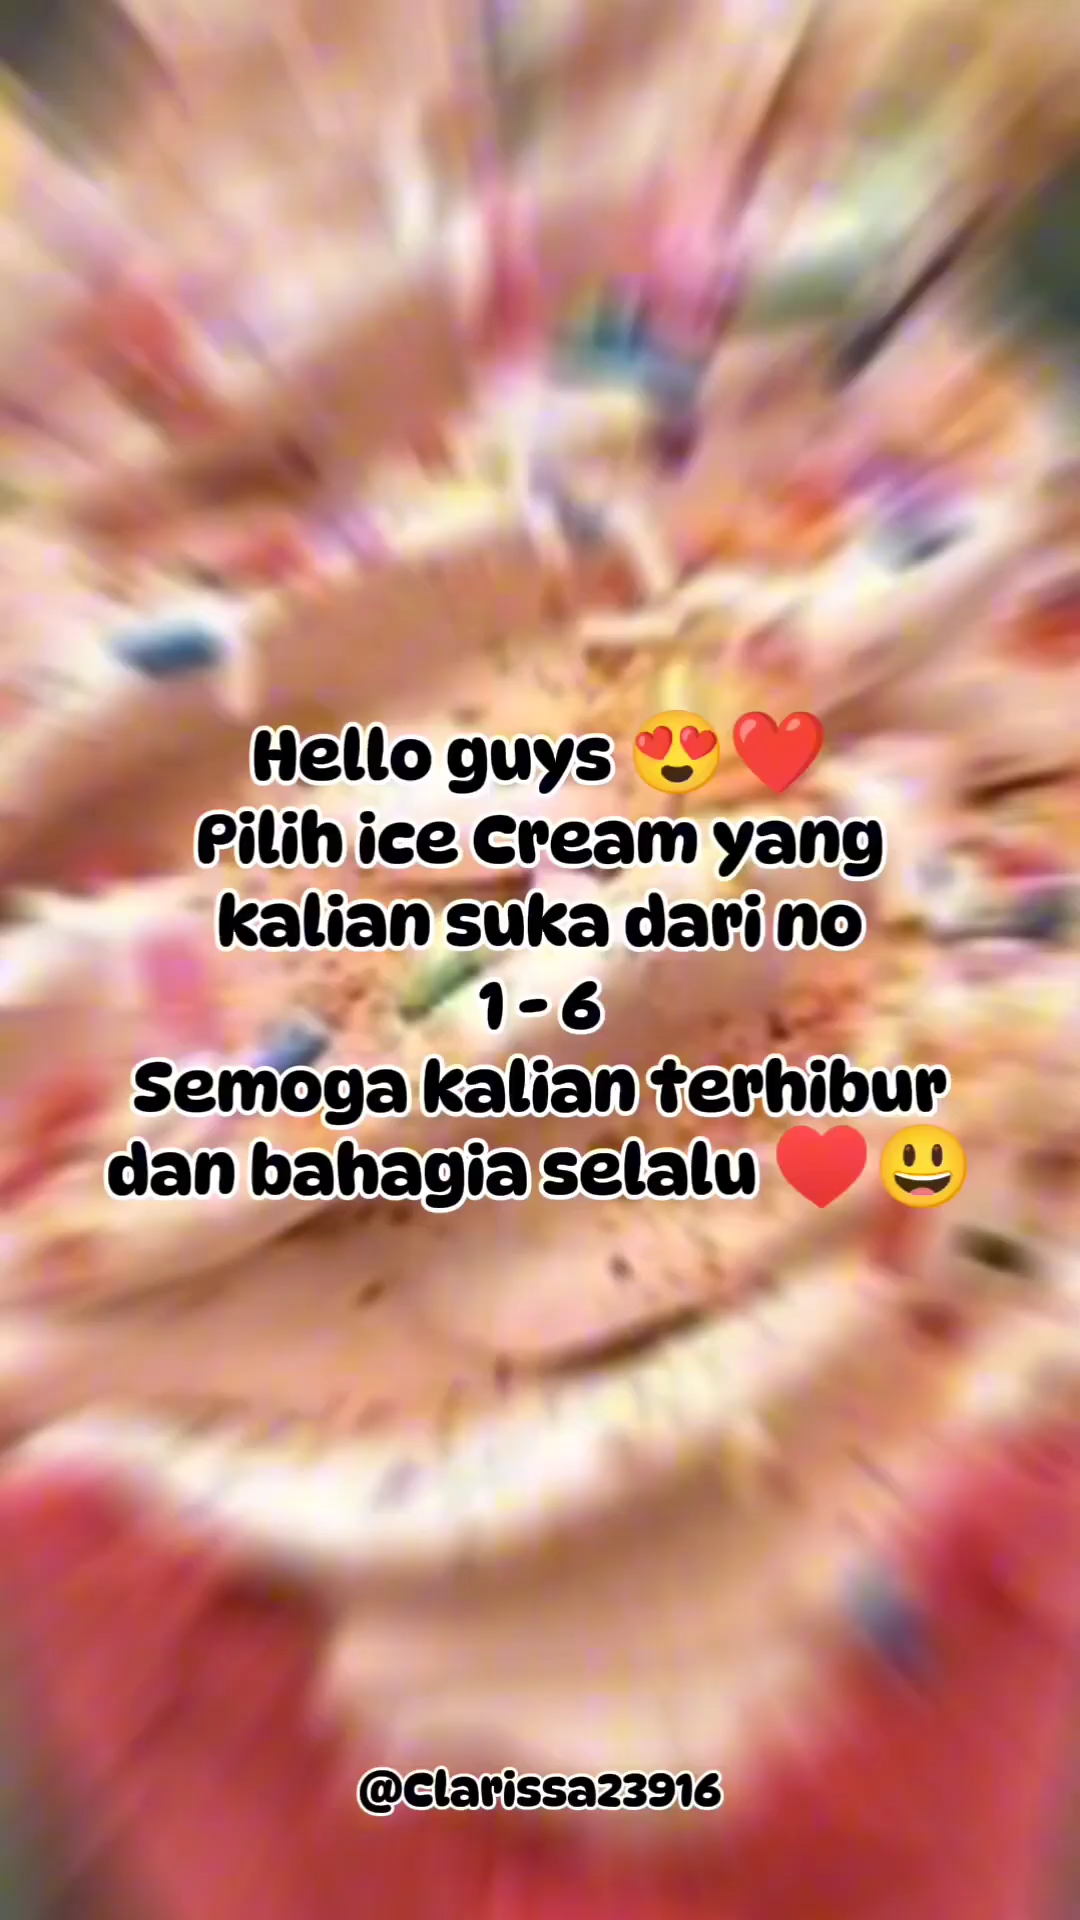 Hello guys 😍❤️
Pilih ice Cream yang
kalian suka dari no
1 - 6
Semoga kalian terhibur
dan bahagia selalu ♥️😃
@Clarissa23916